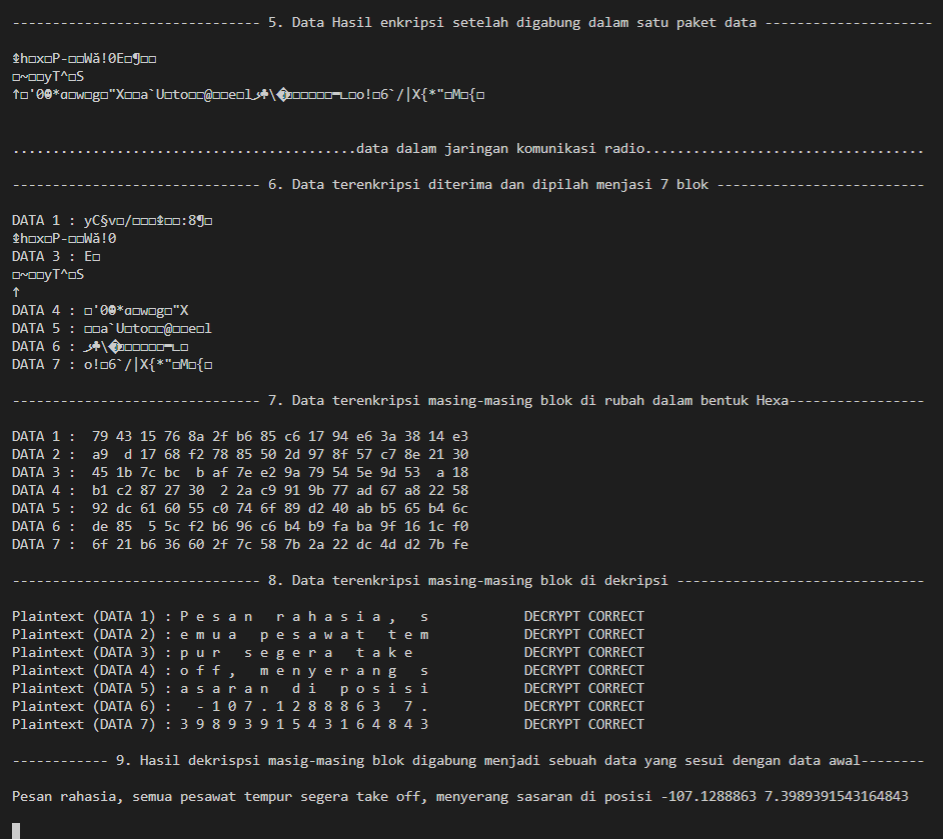 ------------------------------- 5. Data Hasil enkripsi setelah digabung dalam satu paket data ---------------------
↨h□x□P-□□Wă!0E□¶□□
□~□□yT^□S
...........................................data dalam jaringan komunikasi radio...................................
------------------------------- 6. Data terenkripsi diterima dan dipilah menjasi 7 blok --------------------------
DATA 1 : yC§v□/□□□↨□□:8¶□
↨h□x□P-□□Wă!0
DATA 3 : E□
□~□□yT^□S
↑
DATA 4 :
DATA 5 : □□a`U□to□□@□□e□l
DATA 6 :
DATA 7 : o!□6`/|X{*"□M□{□
------------------------------- 7. Data terenkripsi masing-masing blok di rubah dalam bentuk Hexa-----------------
DATA 1 :  79 43 15 76 8a 2f b6 85 c6 17 94 e6 3a 38 14 e3
DATA 2 :  a9  d 17 68 f2 78 85 50 2d 97 8f 57 c7 8e 21 30
DATA 3 :  45 1b 7c bc  b af 7e e2 9a 79 54 5e 9d 53  a 18
DATA 4 :  b1 c2 87 27 30  2 2a c9 91 9b 77 ad 67 a8 22 58
DATA 5 :  92 dc 61 60 55 c0 74 6f 89 d2 40 ab b5 65 b4 6c
DATA 6 :  de 85  5 5c f2 b6 96 c6 b4 b9 fa ba 9f 16 1c f0
DATA 7 :  6f 21 b6 36 60 2f 7c 58 7b 2a 22 dc 4d d2 7b fe
------------------------------- 8. Data terenkripsi masing-masing blok di dekripsi -------------------------------
Plaintext (DATA 1) : P e s a n   r a h a s i a ,   s            DECRYPT CORRECT
Plaintext (DATA 2) : e m u a   p e s a w a t   t e m            DECRYPT CORRECT
Plaintext (DATA 3) : p u r   s e g e r a   t a k e              DECRYPT CORRECT
Plaintext (DATA 4) : o f f ,   m e n y e r a n g   s            DECRYPT CORRECT
Plaintext (DATA 5) : a s a r a n   d i   p o s i s i            DECRYPT CORRECT
Plaintext (DATA 6) :   - 1 0 7 . 1 2 8 8 8 6 3   7 .            DECRYPT CORRECT
Plaintext (DATA 7) : 3 9 8 9 3 9 1 5 4 3 1 6 4 8 4 3            DECRYPT CORRECT
------------ 9. Hasil dekrispsi masig-masing blok digabung menjadi sebuah data yang sesui dengan data awal--------
Pesan rahasia, semua pesawat tempur segera take off, menyerang sasaran di posisi -107.1288863 7.3989391543164843